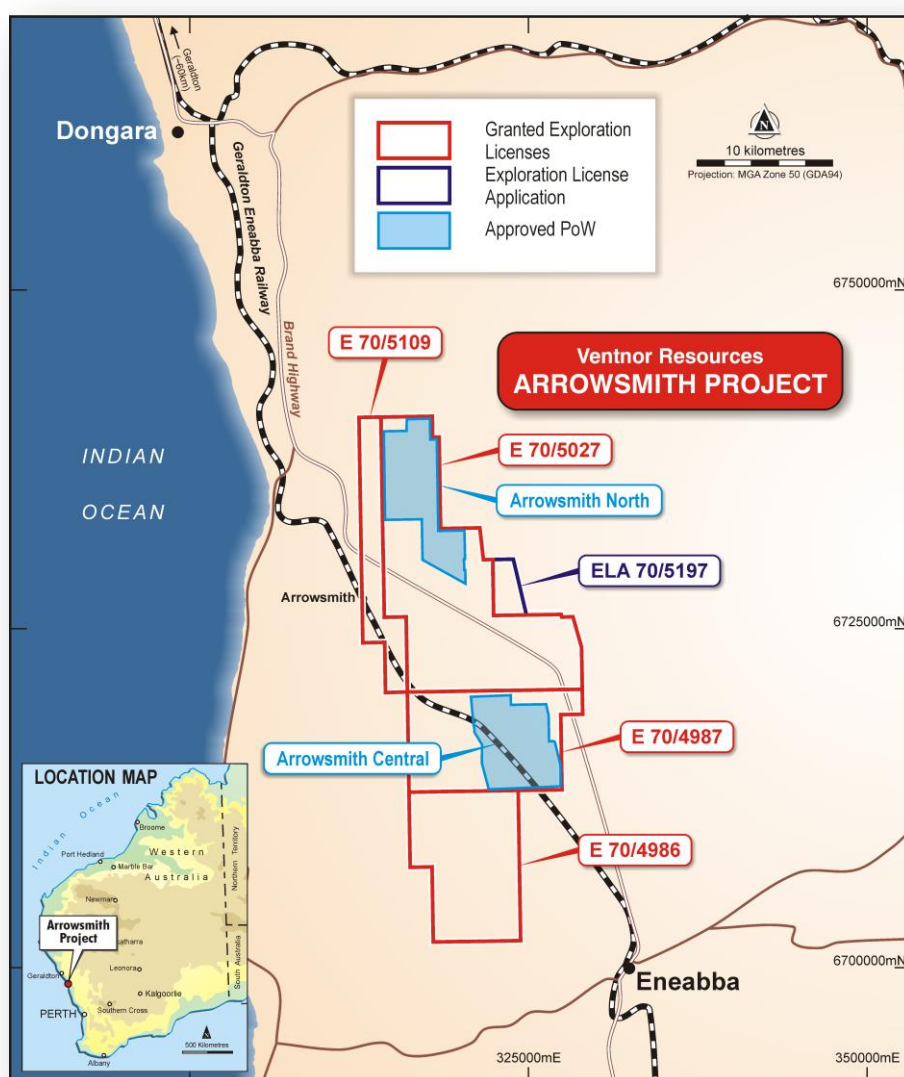 Geraldton
(~60km)
Dongara
Geraldton Eneabba Railway
Brand Highway
Granted Exploration
Licenses
Exploration License
Application
Approved PoW
N
10 kilometres
Projection: MGA Zone 50 (GDA94)
6750000mN
E 70/5109
Ventnor Resources
ARROWSMITH PROJECT
INDIAN
OCEAN
E 70/5027
Arrowsmith North
ELA 70/5197
Arrowsmith
6725000mN
E 70/4987
Arrowsmith Central
E 70/4986
6700000mN
Eneabba
325000mE
350000mE
LOCATION MAP
Indian Ocean
Broome
Port Hedland
Western
Marble Bar
Australia
Newman
Northern Territory
Arrowsmith
Project
atharra
South Australia
Geraldton
Leonora
Kalgoorlie
Southern Cross
PERTH
N
500 Kilometres
Albany